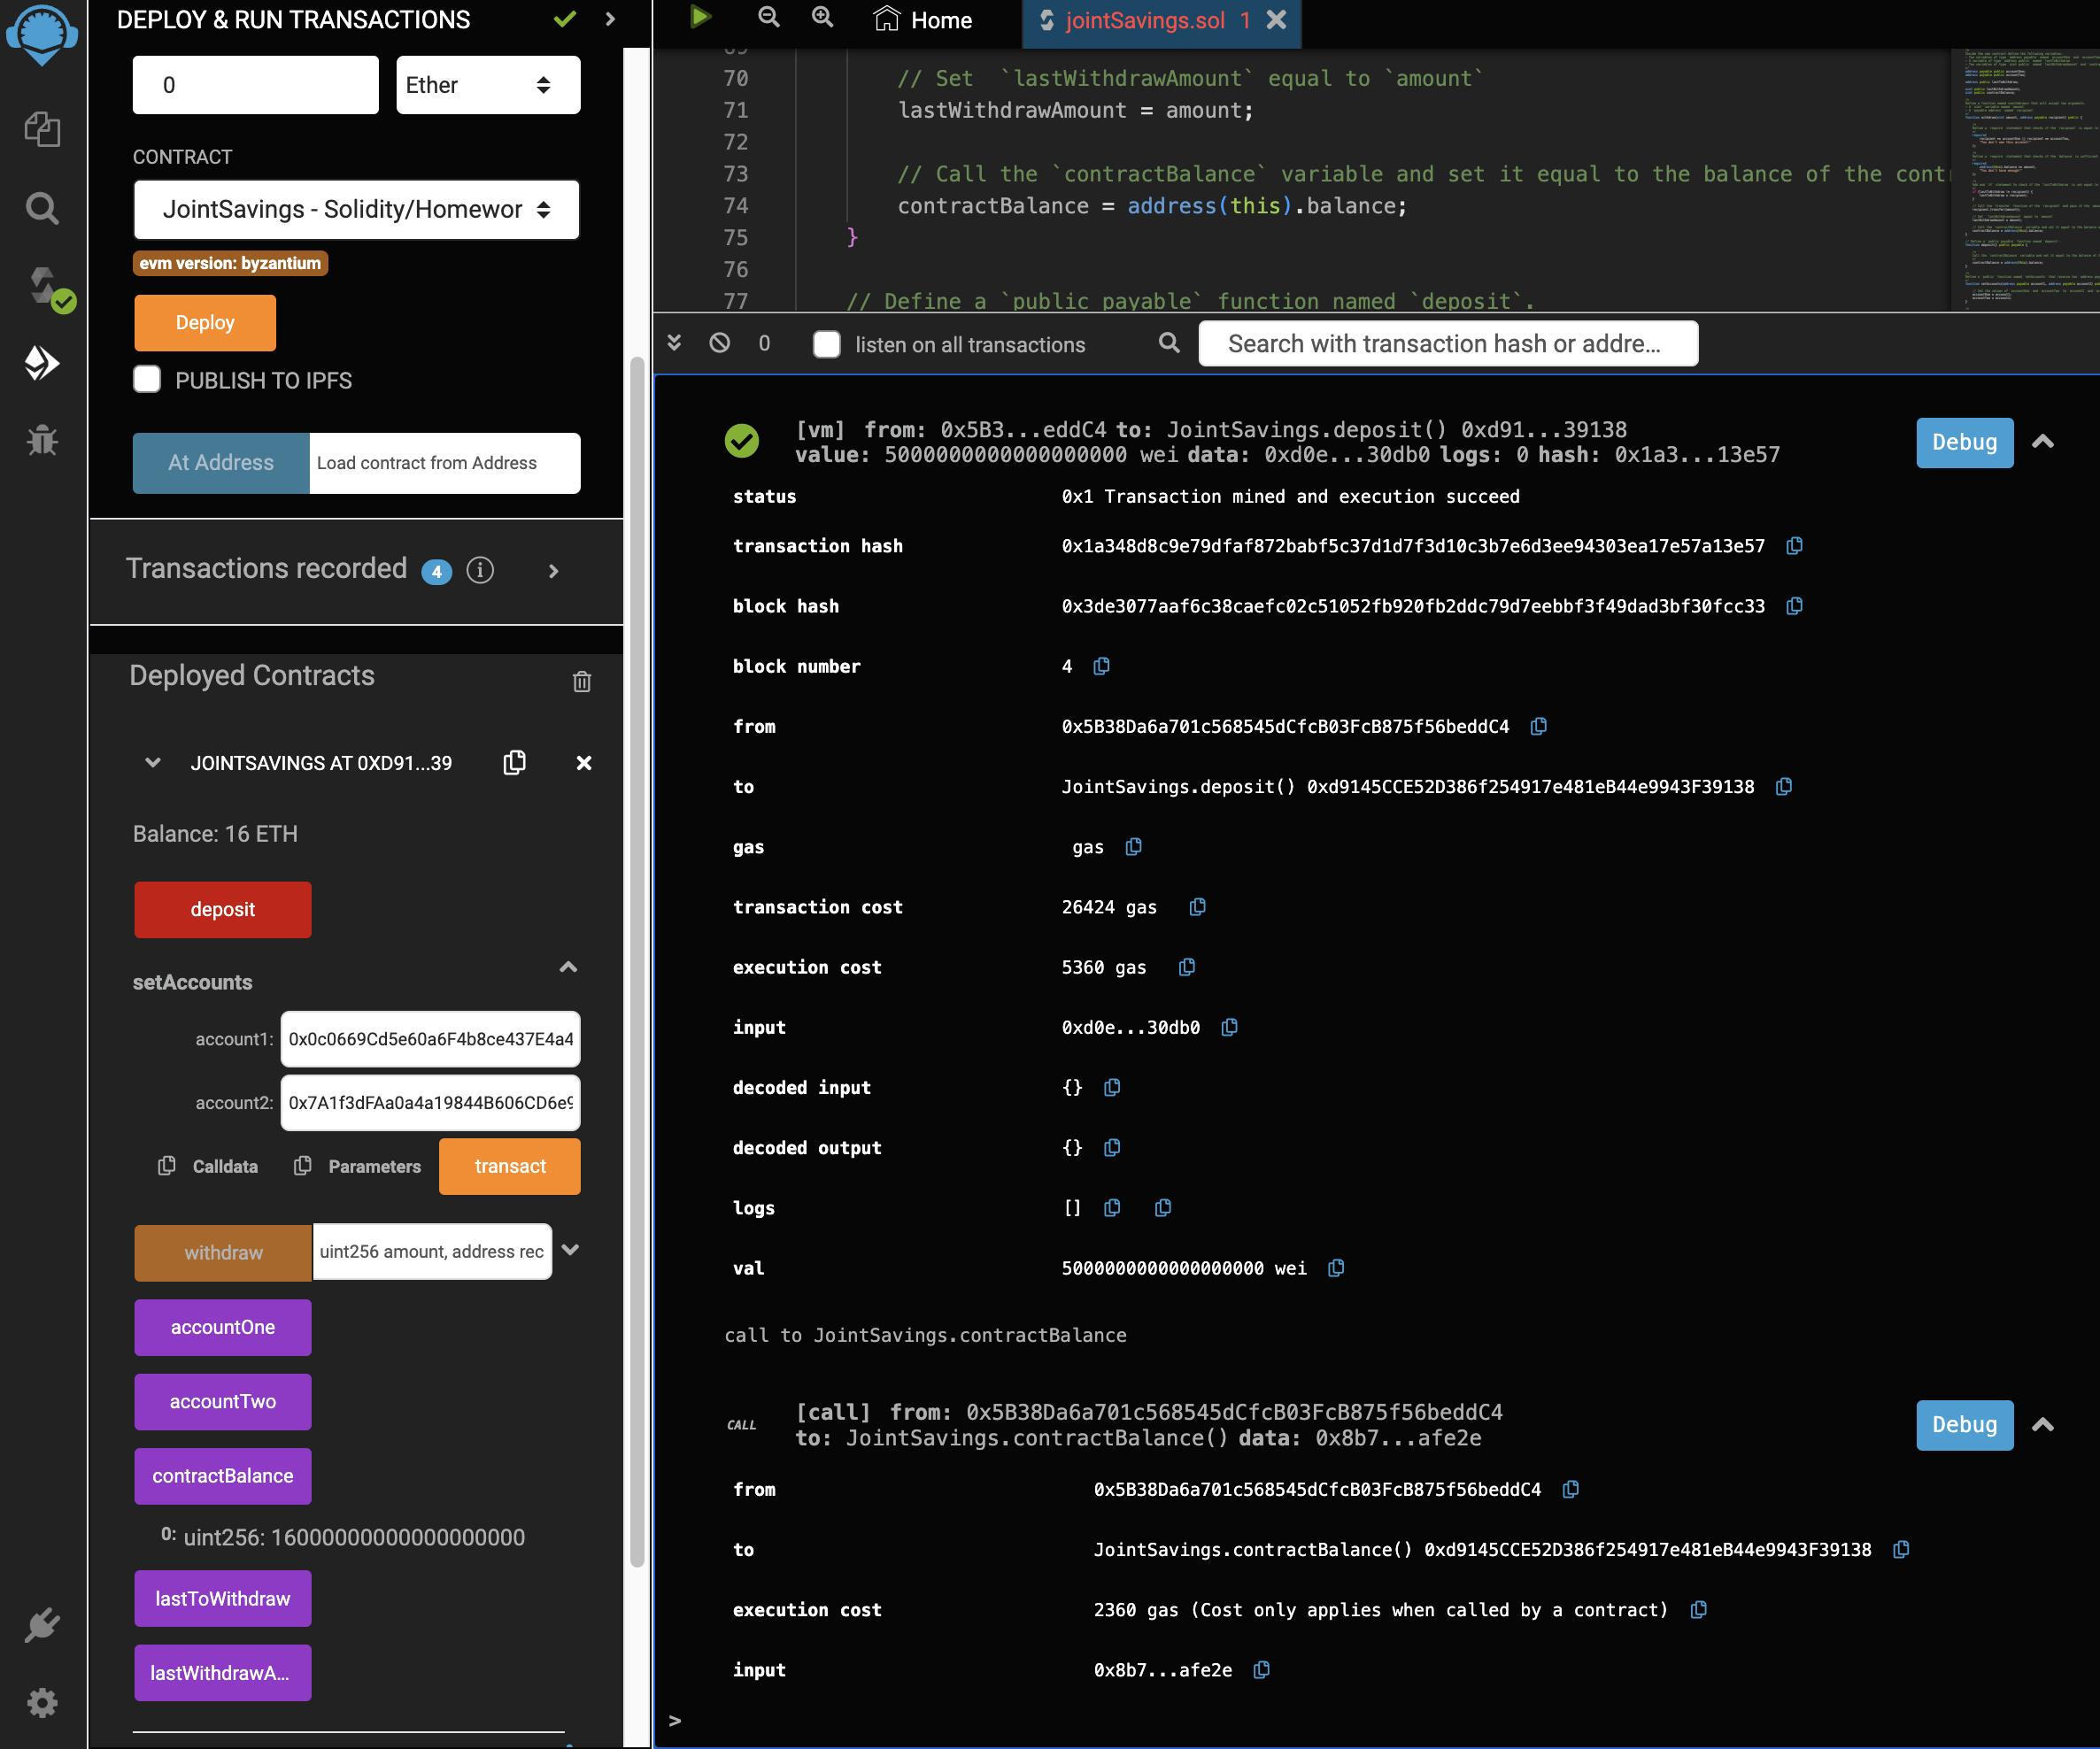 DEPLOY & RUN TRANSACTIONS
0
Ether
CONTRACT
JointSavings - Solidity/Homewor
evm version: byzantium
Deploy
PUBLISH TO IPFS
At Address
Load contract from Address
Transactions recorded 4 i
Deployed Contracts
JOINTSAVINGS AT 0XD91...39
Balance: 16 ETH
deposit
setAccounts
account1: 0x0c0669Cd5e60a6F4b8ce437E4a4
account2: 0x7A1f3dFAa0a4a19844B606CD6e9
Calldata
Parameters
transact
withdraw
uint256 amount, address rec
accountOne
accountTwo
contractBalance
0: uint256: 16000000000000000000
lastToWithdraw
lastWithdrawA...
Home
jointSavings.sol 1
69
70 // Set  `lastWithdrawAmount` equal to `amount`
71 lastWithdrawAmount = amount;
72
73 // Call the `contractBalance` variable and set it equal to the balance of the cont
74 contractBalance = address(this).balance;
75 }
76
77 // Define a `public payable` function named `deposit`.
0
listen on all transactions
Search with transaction hash or addre...
[vm] from: 0x5B3...eddC4 to: JointSavings.deposit() 0xd91...39138
value: 5000000000000000000 wei data: 0xd0e...30db0 logs: 0 hash: 0x1a3...13e57
Debug
status 0x1 Transaction mined and execution succeed
transaction hash 0x1a348d8c9e79dfaf872babf5c37d1d7f3d10c3b7e6d3ee94303ea17e57a13e57
block hash 0x3de3077aaf6c38caefc02c51052fb920fb2ddc79d7eebbf3f49dad3bf30fcc33
block number 4
from 0x5B38Da6a701c568545dCfcB03FcB875f56beddC4
to JointSavings.deposit() 0xd9145CCE52D386f254917e481eB44e9943F39138
gas gas
transaction cost 26424 gas
execution cost 5360 gas
input 0xd0e...30db0
decoded input {}
decoded output {}
logs []
val 5000000000000000000 wei
call to JointSavings.contractBalance
CALL
[call] from: 0x5B38Da6a701c568545dCfcB03FcB875f56beddC4
to: JointSavings.contractBalance() data: 0x8b7...afe2e
Debug
from 0x5B38Da6a701c568545dCfcB03FcB875f56beddC4
to JointSavings.contractBalance() 0xd9145CCE52D386f254917e481eB44e9943F39138
execution cost 2360 gas (Cost only applies when called by a contract)
input 0x8b7...afe2e
>